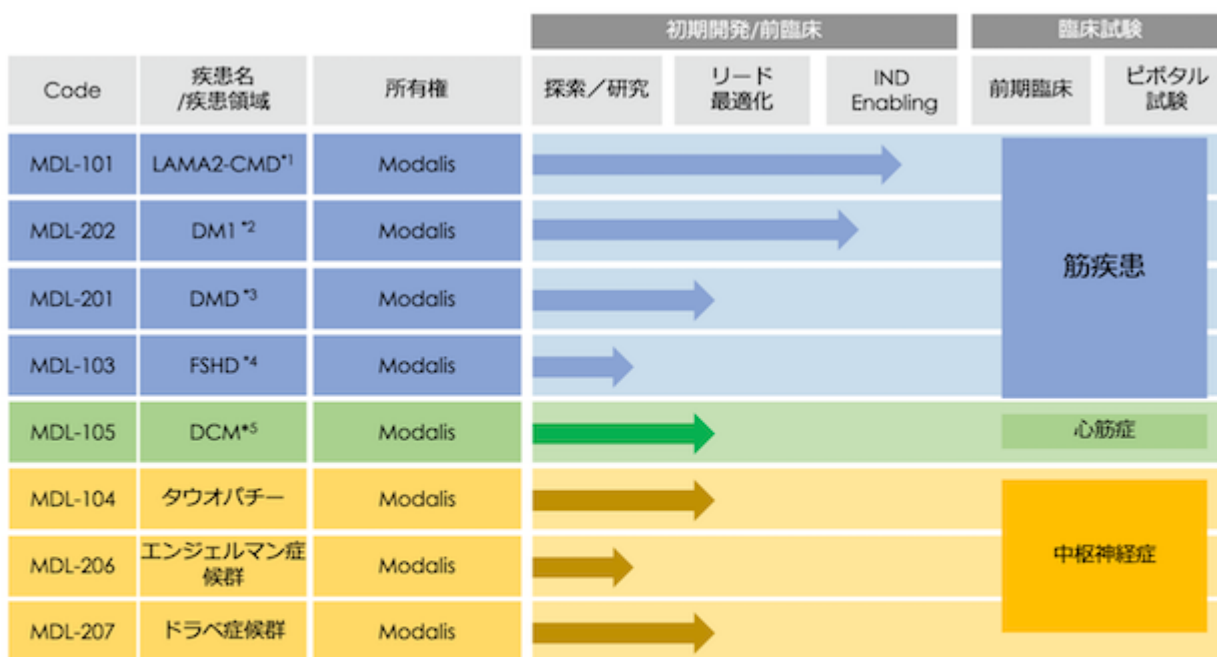 初期開発/前臨床
臨床試験
Code
疾患名
/疾患領域
所有権
探索／研究
リード
最適化
IND
Enabling
前期臨床
ピボタル
試験
MDL-101
LAMA2-CMD*1
Modalis
MDL-202
DM1 *2
Modalis
筋疾患
MDL-201
DMD *3
Modalis
MDL-103
FSHD *4
Modalis
MDL-105
DCM*5
Modalis
心筋症
MDL-104
タウオパチー
Modalis
MDL-206
エンジェルマン症
候群
Modalis
中枢神経症
MDL-207
ドラベ症候群
Modalis